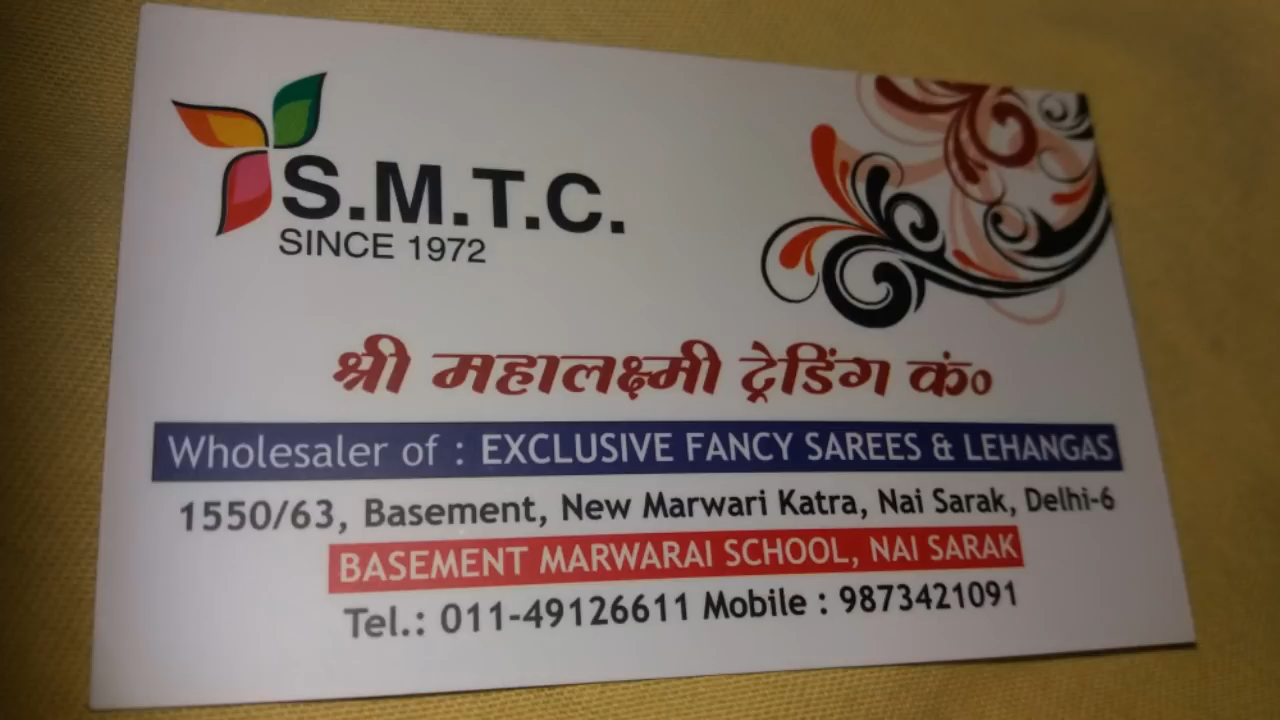 S.M.T.C.
SINCE 1972
श्री महालक्ष्मी ट्रेडिंग कं०
Wholesaler of : EXCLUSIVE FANCY SAREES & LEHANGAS
1550/63, Basement, New Marwari Katra, Nai Sarak, Delhi-6
BASEMENT MARWARAI SCHOOL, NAI SARAK
Tel.: 011-49126611 Mobile : 9873421091